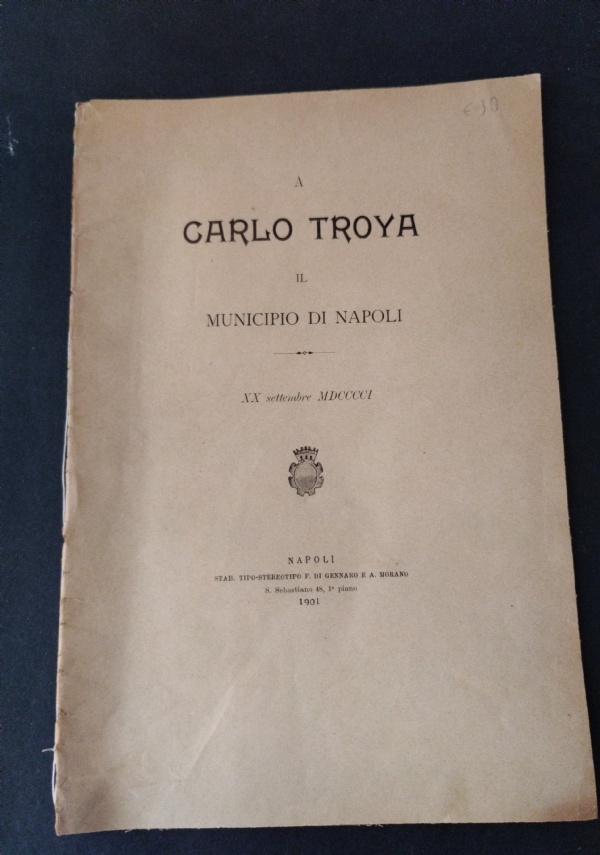 A
CARLO TROYA
IL
MUNICIPIO DI NAPOLI
XX settembre MDCCCCI
NAPOLI
STAB. TIPO-STEREOTIPO F. DI GENNARO E A. MORANO
S. Sebastiano 48, 1º piano
1901